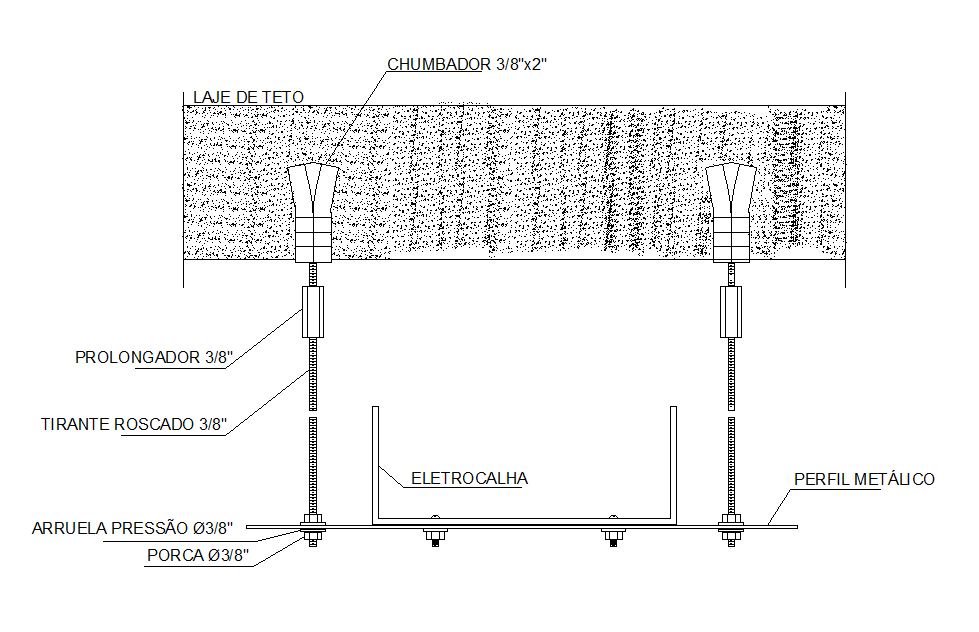 CHUMBADOR 3/8"x2"
LAJE DE TETO
PROLONGADOR 3/8"
TIRANTE ROSCADO 3/8"
ELETROCALHA
PERFIL METÁLICO
ARRUELA PRESSÃO Ø3/8"
PORCA Ø3/8"